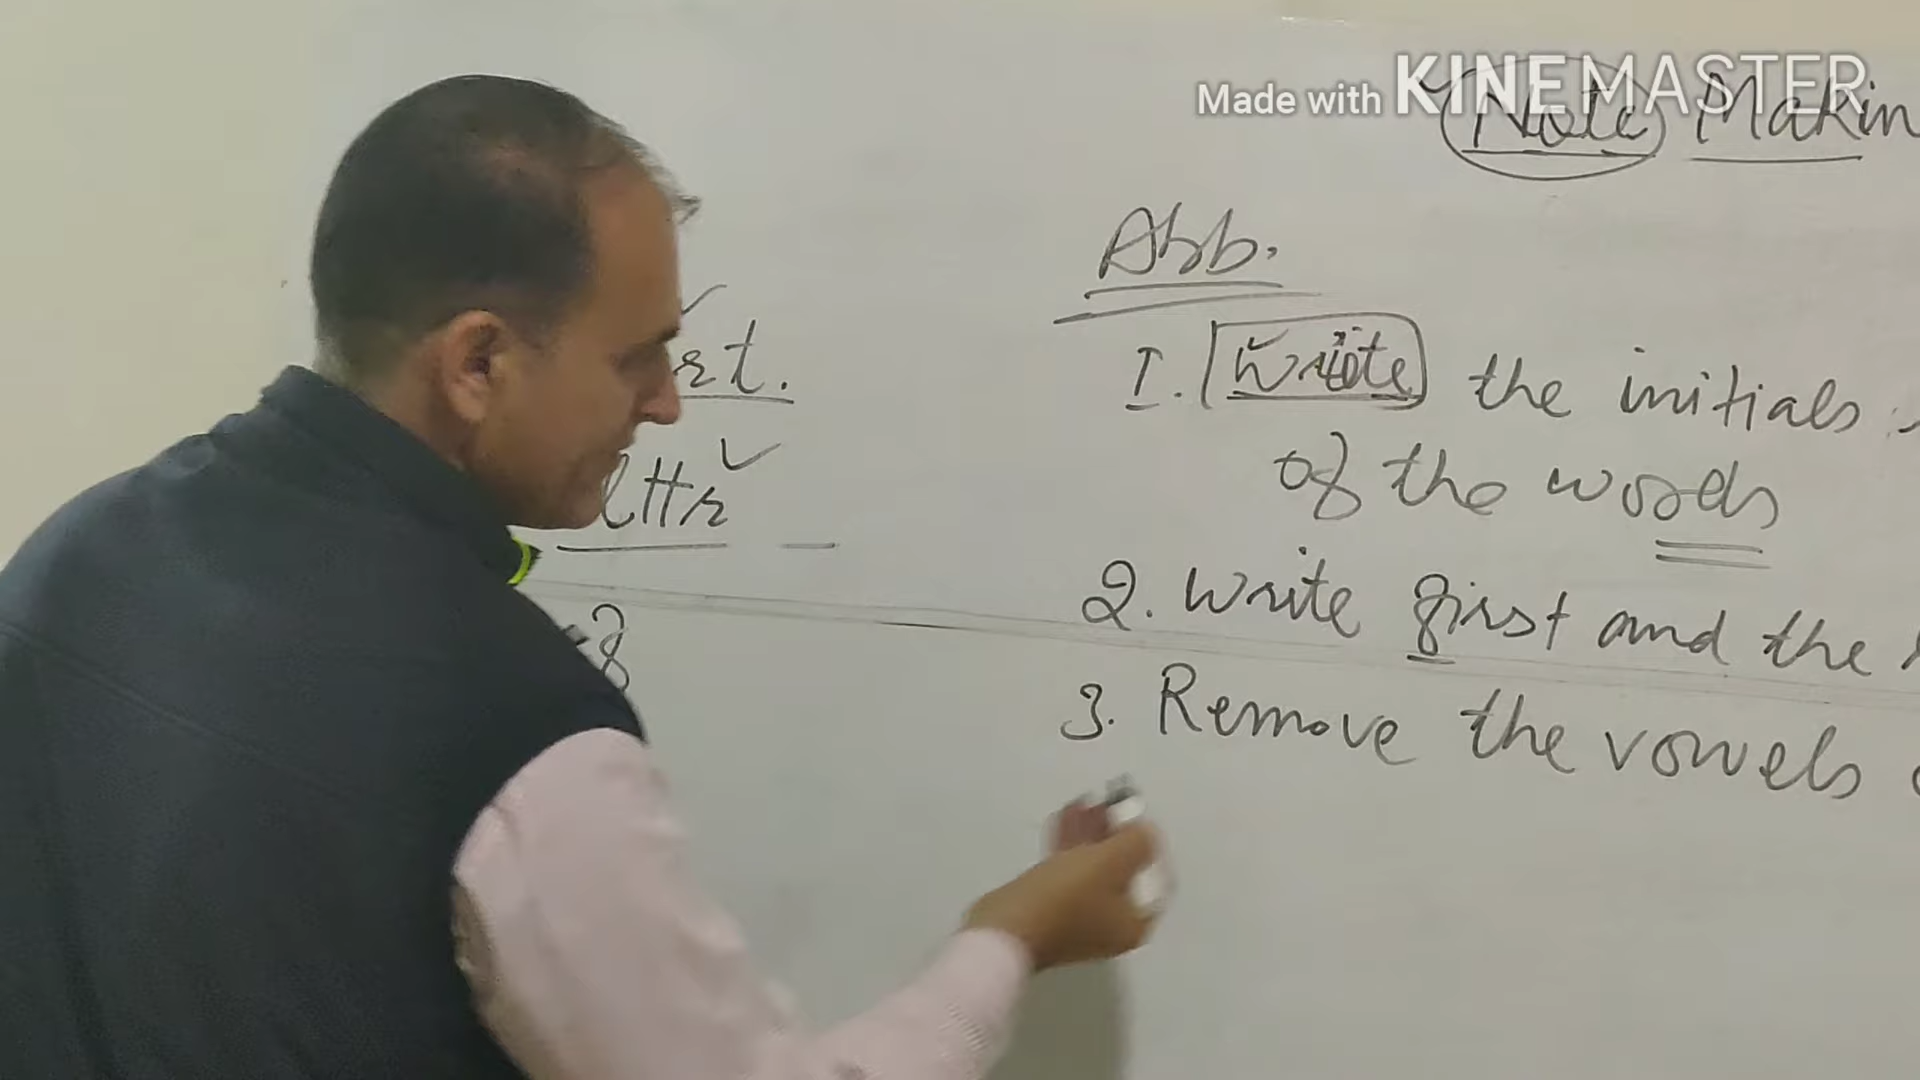 Made with KINEMASTER
Note Makin
Abb.
1. Write the initials
of the words
2. Write first and the
3. Remove the vowels
rt.
lttr